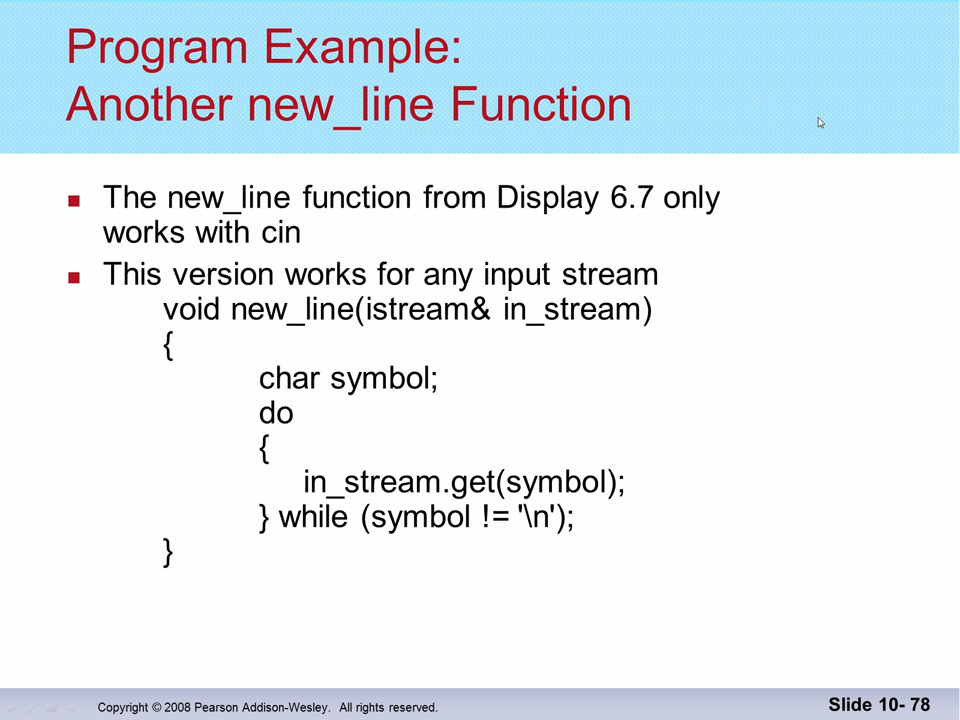 Program Example:
Another new_line Function
The new_line function from Display 6.7 only
works with cin
This version works for any input stream
void new_line(istream& in_stream)
{
char symbol;
do
{
in_stream.get(symbol);
} while (symbol != '\n');
}
Copyright © 2008 Pearson Addison-Wesley. All rights reserved.
Slide 10- 78